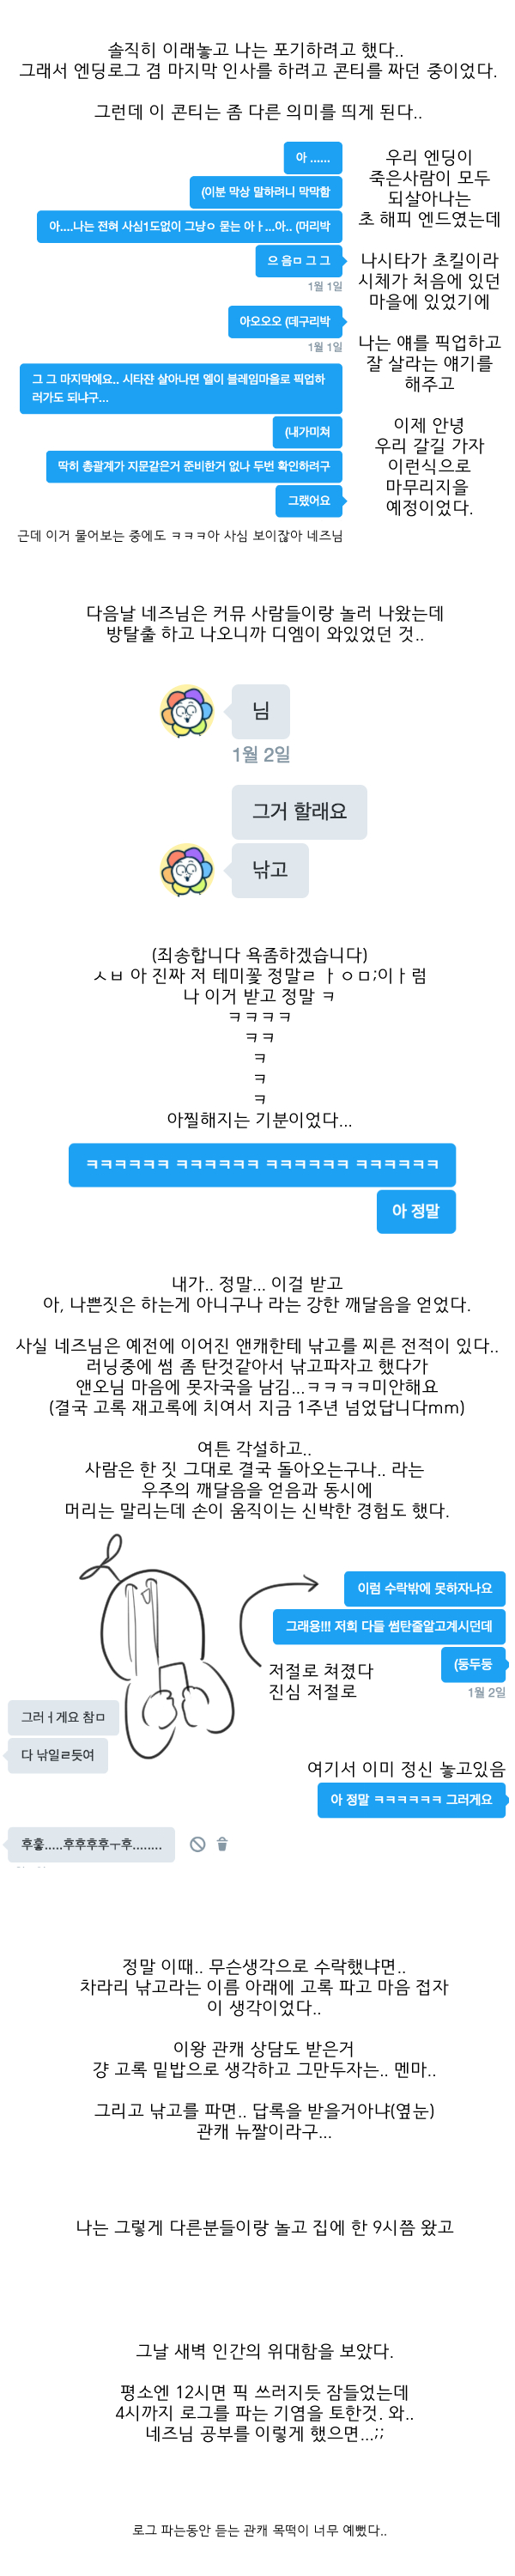 솔직히 이래놓고 나는 포기하려고 했다..
그래서 엔딩로그 겸 마지막 인사를 하려고 콘티를 짜던 중이었다.
그런데 이 콘티는 좀 다른 의미를 띄게 된다..
아 ......
(이분 막상 말하려니 막막함
아....나는 전혀 사심1도없이 그냥ㅇ 묻는 아ㅏ...아.. (머리박
으 음ㅁ 그 그
1월 1일
아오오오 (데구리박
1월 1일
그 그 마지막에요.. 시타쟌 살아나면 엘이 블레임마을로 픽업하
러가도 되냐구...
(내가미쳐
딱히 총괄계가 지문같은거 준비한거 없나 두번 확인하려구
그랬어요
우리 엔딩이
죽은사람이 모두
되살아나는
초 해피 엔드였는데
나시타가 초킬이라
시체가 처음에 있던
마을에 있었기에
나는 얘를 픽업하고
잘 살라는 얘기를
해주고
이제 안녕
우리 갈길 가자
이런식으로
마무리지을
예정이었다.
근데 이거 물어보는 중에도 ㅋㅋㅋ아 사심 보이잖아 네즈님
다음날 네즈님은 커뮤 사람들이랑 놀러 나왔는데
방탈출 하고 나오니까 디엠이 와있었던 것..
님
1월 2일
그거 할래요
낚고
(죄송합니다 욕좀하겠습니다)
ㅅㅂ 아 진짜 저 테미꽃 정말ㄹ ㅏㅇㅁ;이ㅏ럼
나 이거 받고 정말 ㅋ
ㅋㅋㅋㅋ
ㅋㅋ
ㅋ
ㅋ
ㅋ
아찔해지는 기분이었다...
ㅋㅋㅋㅋㅋㅋ ㅋㅋㅋㅋㅋㅋ ㅋㅋㅋㅋㅋㅋ ㅋㅋㅋㅋㅋㅋ
아 정말
내가.. 정말... 이걸 받고
아, 나쁜짓은 하는게 아니구나 라는 강한 깨달음을 얻었다.
사실 네즈님은 예전에 이어진 앤캐한테 낚고를 찌른 전적이 있다..
러닝중에 썸 좀 탄것같아서 낚고파자고 했다가
앤오님 마음에 못자국을 남김...ㅋㅋㅋㅋ미안해요
(결국 고록 재고록에 치여서 지금 1주년 넘었답니다mm)
여튼 각설하고..
사람은 한 짓 그대로 결국 돌아오는구나.. 라는
우주의 깨달음을 얻음과 동시에
머리는 말리는데 손이 움직이는 신박한 경험도 했다.
이럼 수락밖에 못하자나요
그래용!!! 저희 다들 썸탄줄알고계시던데
(둥두둥
1월 2일
저절로 쳐졌다
진심 저절로
그러ㅓ게요 참ㅁ
다 낚일ㄹ듯여
여기서 이미 정신 놓고있음
아 정말 ㅋㅋㅋㅋㅋㅋ 그러게요
후훟.....후후후후ㅜ후........
정말 이때.. 무슨생각으로 수락했냐면..
차라리 낚고라는 이름 아래에 고록 파고 마음 접자
이 생각이었다..
이왕 관캐 상담도 받은거
걍 고록 밑밥으로 생각하고 그만두자는.. 멘마..
그리고 낚고를 파면.. 답록을 받을거아냐(옆눈)
관캐 뉴짤이라구...
나는 그렇게 다른분들이랑 놀고 집에 한 9시쯤 왔고
그날 새벽 인간의 위대함을 보았다.
평소엔 12시면 픽 쓰러지듯 잠들었는데
4시까지 로그를 파는 기염을 토한것. 와..
네즈님 공부를 이렇게 했으면...;;
로그 파는동안 듣는 관캐 목떡이 너무 예뻤다..